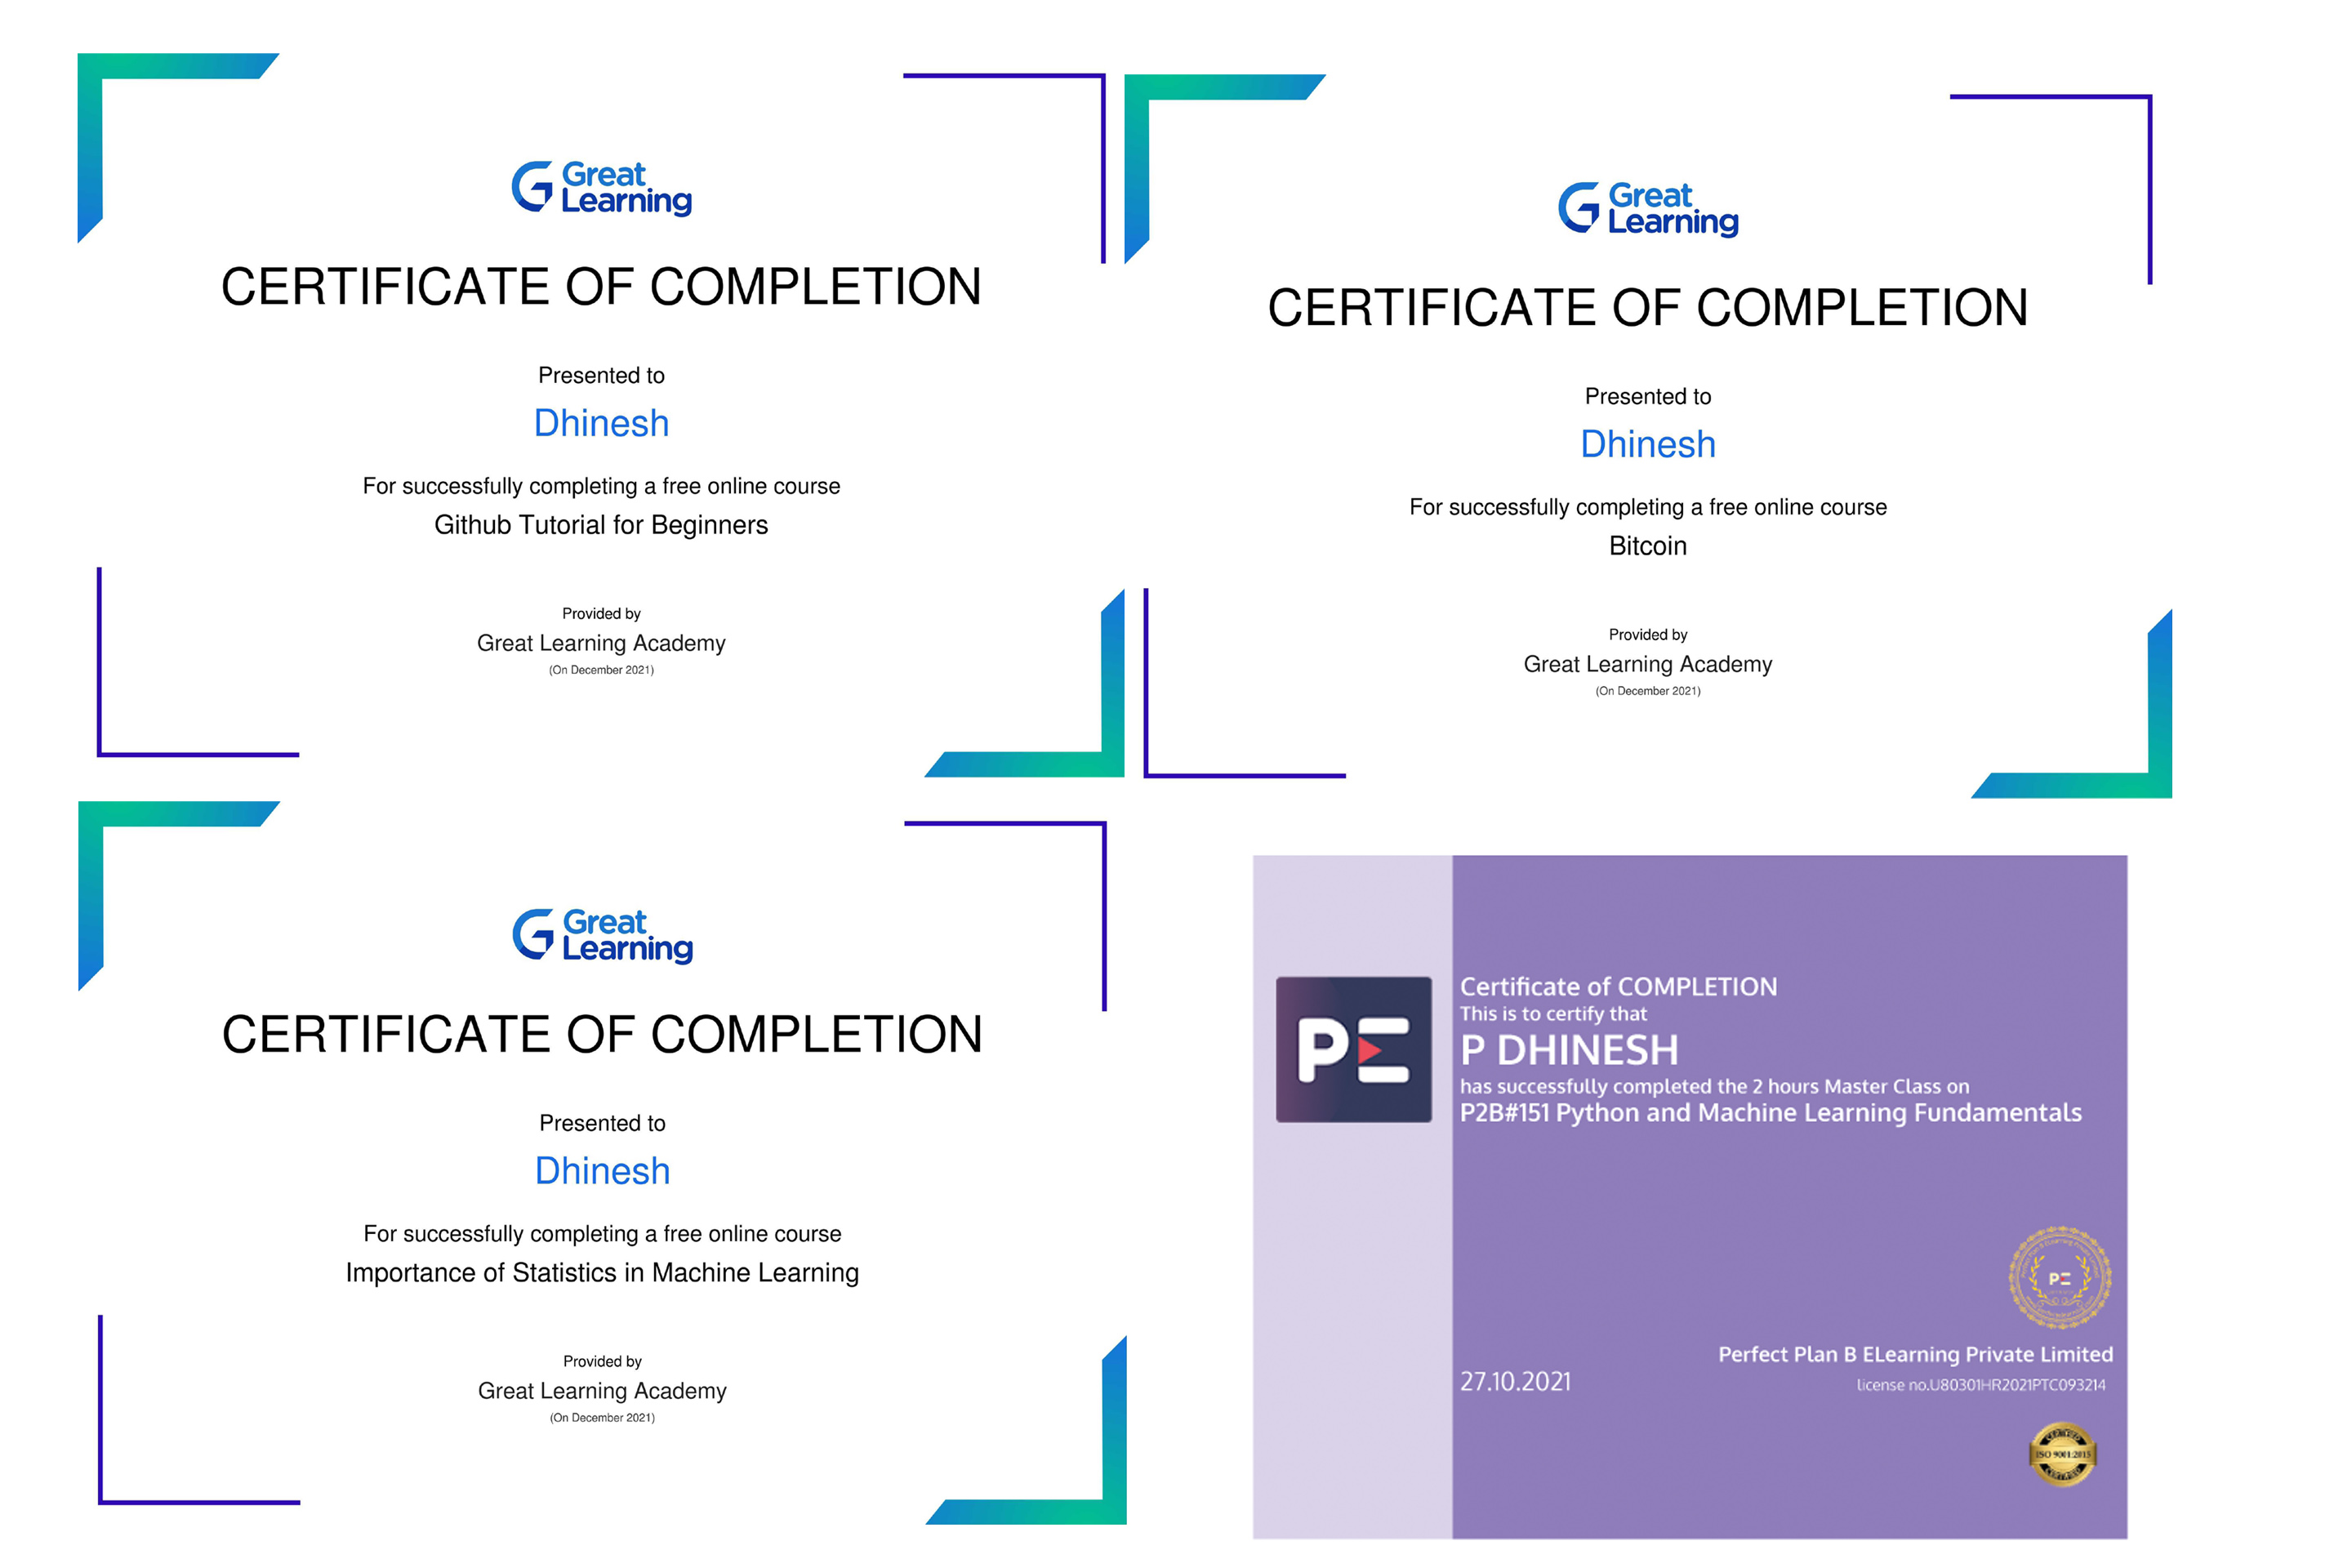 Great
Learning
CERTIFICATE OF COMPLETION
Presented to
Dhinesh
For successfully completing a free online course
Github Tutorial for Beginners
Provided by
Great Learning Academy
(On December 2021)
Great
Learning
CERTIFICATE OF COMPLETION
Presented to
Dhinesh
For successfully completing a free online course
Bitcoin
Provided by
Great Learning Academy
(On December 2021)
Great
Learning
CERTIFICATE OF COMPLETION
Presented to
Dhinesh
For successfully completing a free online course
Importance of Statistics in Machine Learning
Provided by
Great Learning Academy
(On December 2021)
PE
Certificate of COMPLETION
This is to certify that
P DHINESH
has successfully completed the 2 hours Master Class on
P2B#151 Python and Machine Learning Fundamentals
PE
Perfect Plan B ELearning Private Limited
27.10.2021
license no.U80301HR2021PTC093214
CERTIFIED
ISO 9001:2015
CERTIFIED